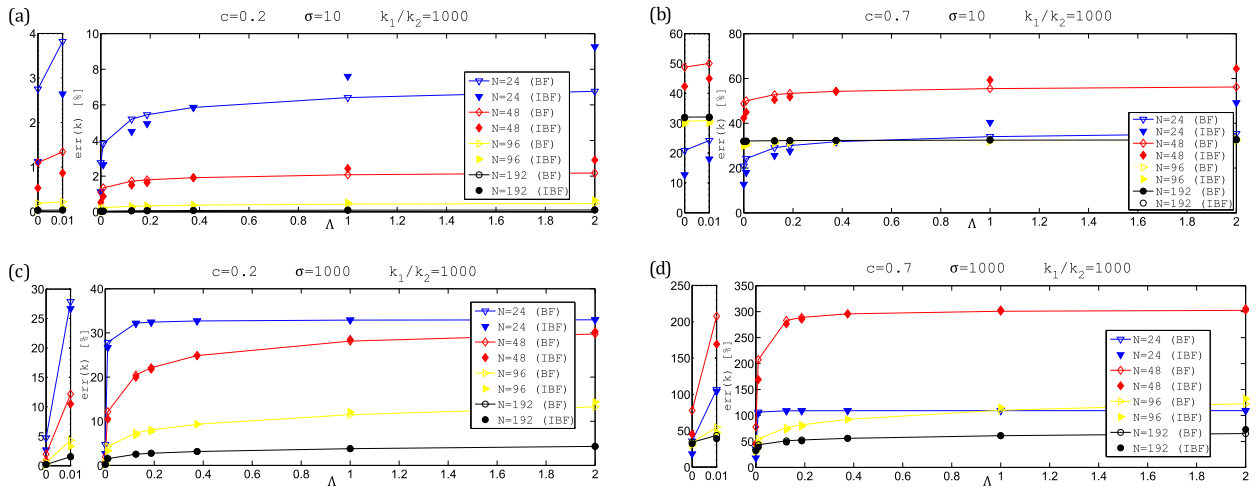 (a) c=0.2 σ=10 k1/k2=1000
err(k) [%]
4
3
2
1
0
0 0.01
10
8
6
4
2
0
0 0.2 0.4 0.6 0.8 1 1.2 1.4 1.6 1.8 2
Λ
N=24 (BF)
N=24 (IBF)
N=48 (BF)
N=48 (IBF)
N=96 (BF)
N=96 (IBF)
N=192 (BF)
N=192 (IBF)
(b) c=0.7 σ=10 k1/k2=1000
err(k) [%]
60
50
40
30
20
10
0
0 0.01
80
60
40
20
0
0 0.2 0.4 0.6 0.8 1 1.2 1.4 1.6 1.8 2
Λ
N=24 (BF)
N=24 (IBF)
N=48 (BF)
N=48 (IBF)
N=96 (BF)
N=96 (IBF)
N=192 (BF)
N=192 (IBF)
(c) c=0.2 σ=1000 k1/k2=1000
err(k) [%]
30
25
20
15
10
5
0
0 0.01
40
30
20
10
0
0 0.2 0.4 0.6 0.8 1 1.2 1.4 1.6 1.8 2
Λ
N=24 (BF)
N=24 (IBF)
N=48 (BF)
N=48 (IBF)
N=96 (BF)
N=96 (IBF)
N=192 (BF)
N=192 (IBF)
(d) c=0.7 σ=1000 k1/k2=1000
err(k) [%]
250
200
150
100
50
0
0 0.01
350
300
250
200
150
100
50
0
0 0.2 0.4 0.6 0.8 1 1.2 1.4 1.6 1.8 2
Λ
N=24 (BF)
N=24 (IBF)
N=48 (BF)
N=48 (IBF)
N=96 (BF)
N=96 (IBF)
N=192 (BF)
N=192 (IBF)